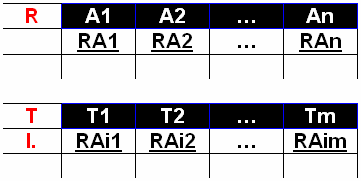 R A1 A2 ... An
RA1 RA2 ... RAn
T T1 T2 ... Tm
I. RAi1 RAi2 ... RAim